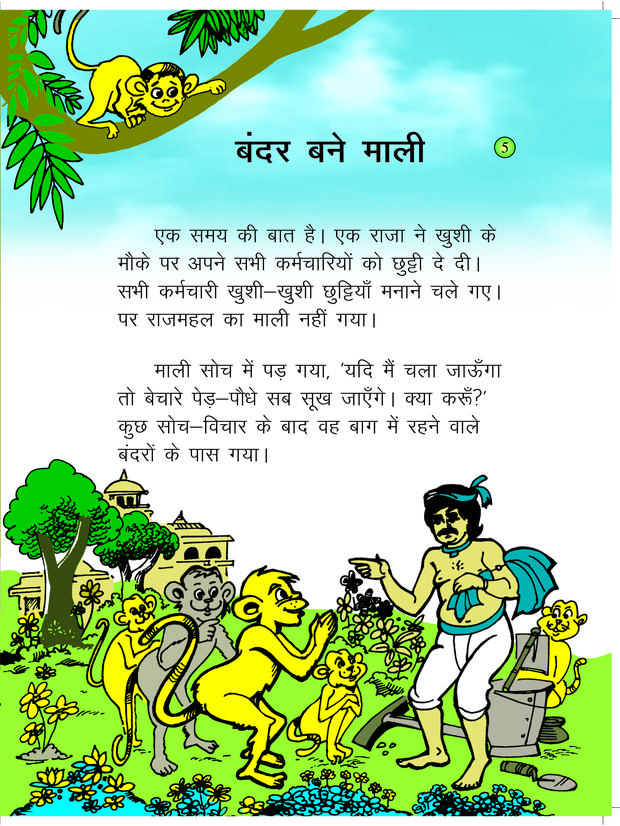 बंदर बने माली
5
एक समय की बात है। एक राजा ने खुशी के
मौके पर अपने सभी कर्मचारियों को छुट्टी दे दी।
सभी कर्मचारी खुशी–खुशी छुट्टियाँ मनाने चले गए।
पर राजमहल का माली नहीं गया।
माली सोच में पड़ गया, 'यदि मैं चला जाऊँगा
तो बेचारे पेड़–पौधे सब सूख जाएँगे। क्या करूँ?'
कुछ सोच–विचार के बाद वह बाग में रहने वाले
बंदरों के पास गया।